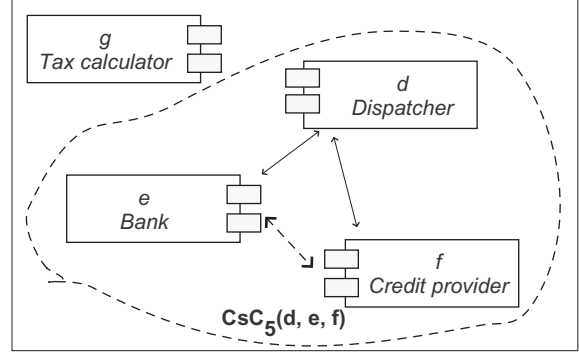 g
Tax calculator
d
Dispatcher
e
Bank
f
Credit provider
CsC5(d, e, f)